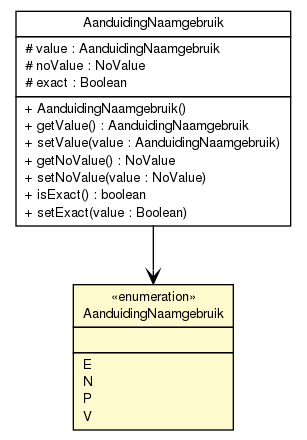 AanduidingNaamgebruik
# value : AanduidingNaamgebruik
# noValue : NoValue
# exact : Boolean
+ AanduidingNaamgebruik()
+ getValue() : AanduidingNaamgebruik
+ setValue(value : AanduidingNaamgebruik)
+ getNoValue() : NoValue
+ setNoValue(value : NoValue)
+ isExact() : boolean
+ setExact(value : Boolean)
«enumeration»
AanduidingNaamgebruik
E
N
P
V